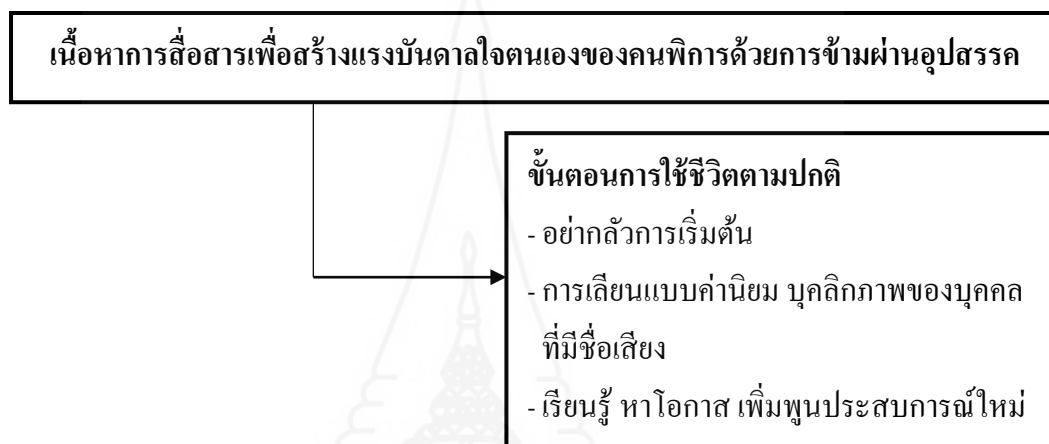 เนื้อหาการสื่อสารเพื่อสร้างแรงบันดาลใจตนเองของคนพิการด้วยการข้ามผ่านอุปสรรค
ขั้นตอนการใช้ชีวิตตามปกติ
- อย่ากลัวการเริ่มต้น
- การเลียนแบบค่านิยม บุคลิกภาพของบุคคล
ที่มีชื่อเสียง
- เรียนรู้ หาโอกาส เพิ่มพูนประสบการณ์ใหม่